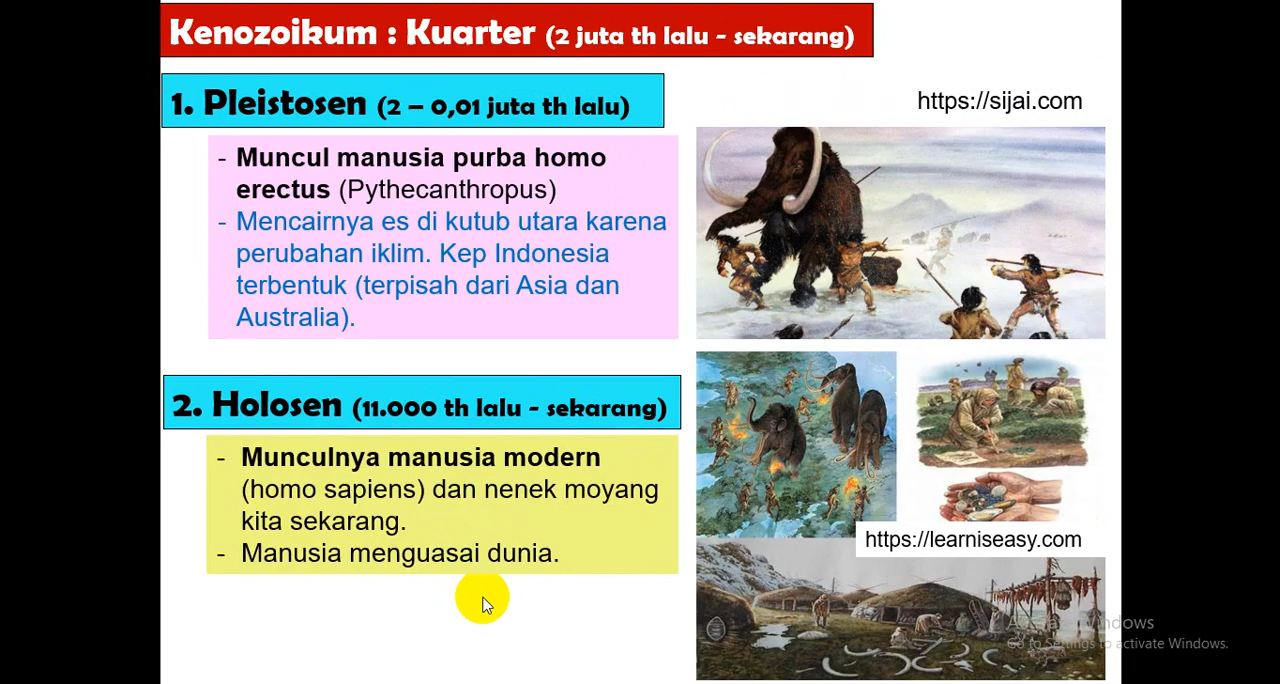 Kenozoikum : Kuarter (2 juta th lalu - sekarang)
1. Pleistosen (2 – 0,01 juta th lalu)
https://sijai.com
- Muncul manusia purba homo
erectus (Pythecanthropus)
- Mencairnya es di kutub utara karena
perubahan iklim. Kep Indonesia
terbentuk (terpisah dari Asia dan
Australia).
2. Holosen (11.000 th lalu - sekarang)
- Munculnya manusia modern
(homo sapiens) dan nenek moyang
kita sekarang.
- Manusia menguasai dunia.
https://learniseasy.com
Activate Windows
Go to Settings to activate Windows.